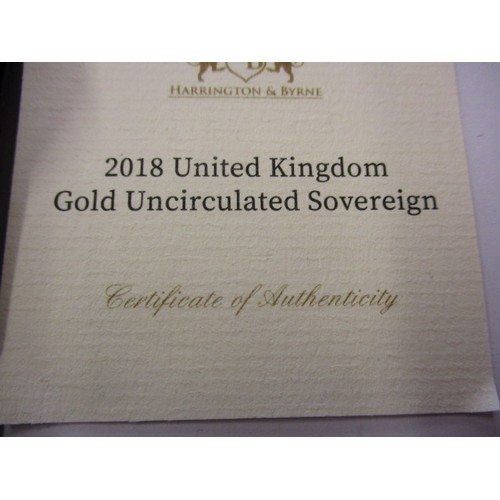 HARRINGTON & BYRNE
2018 United Kingdom
Gold Uncirculated Sovereign
Certificate of Authenticity